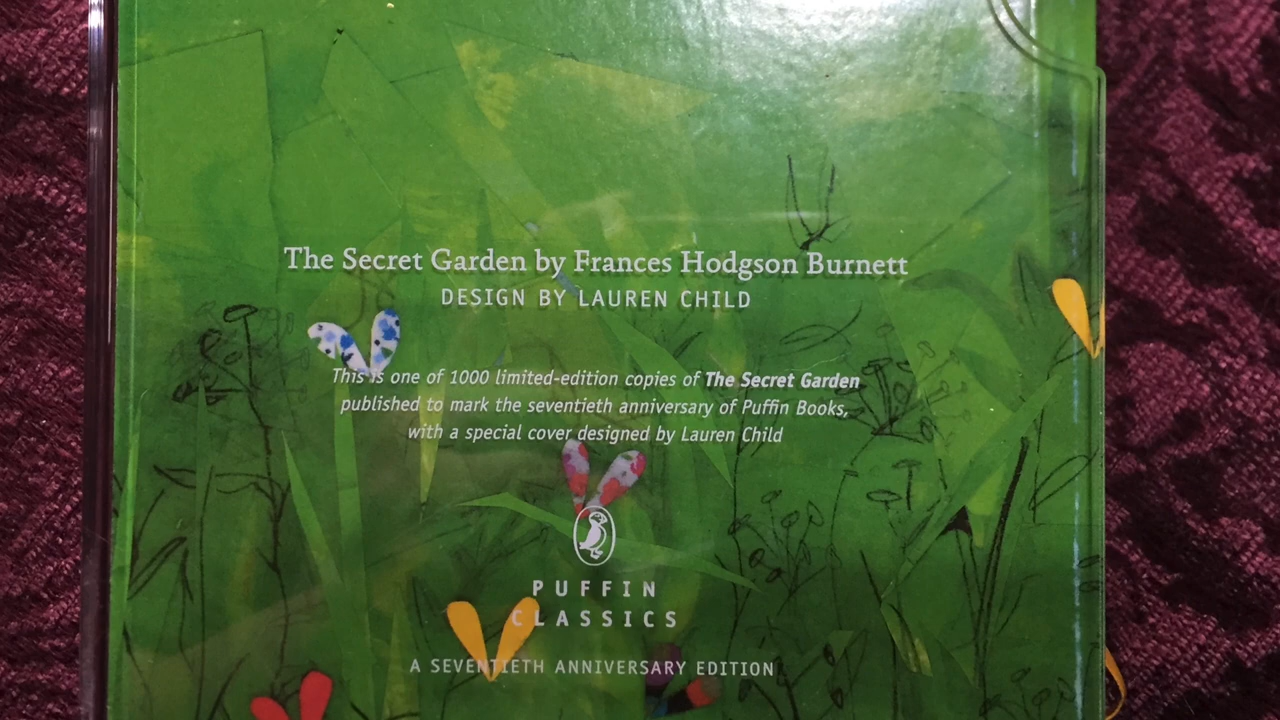 The Secret Garden by Frances Hodgson Burnett
DESIGN BY LAUREN CHILD
This is one of 1000 limited-edition copies of The Secret Garden
published to mark the seventieth anniversary of Puffin Books,
with a special cover designed by Lauren Child
PUFFIN
CLASSICS
A SEVENTIETH ANNIVERSARY EDITION